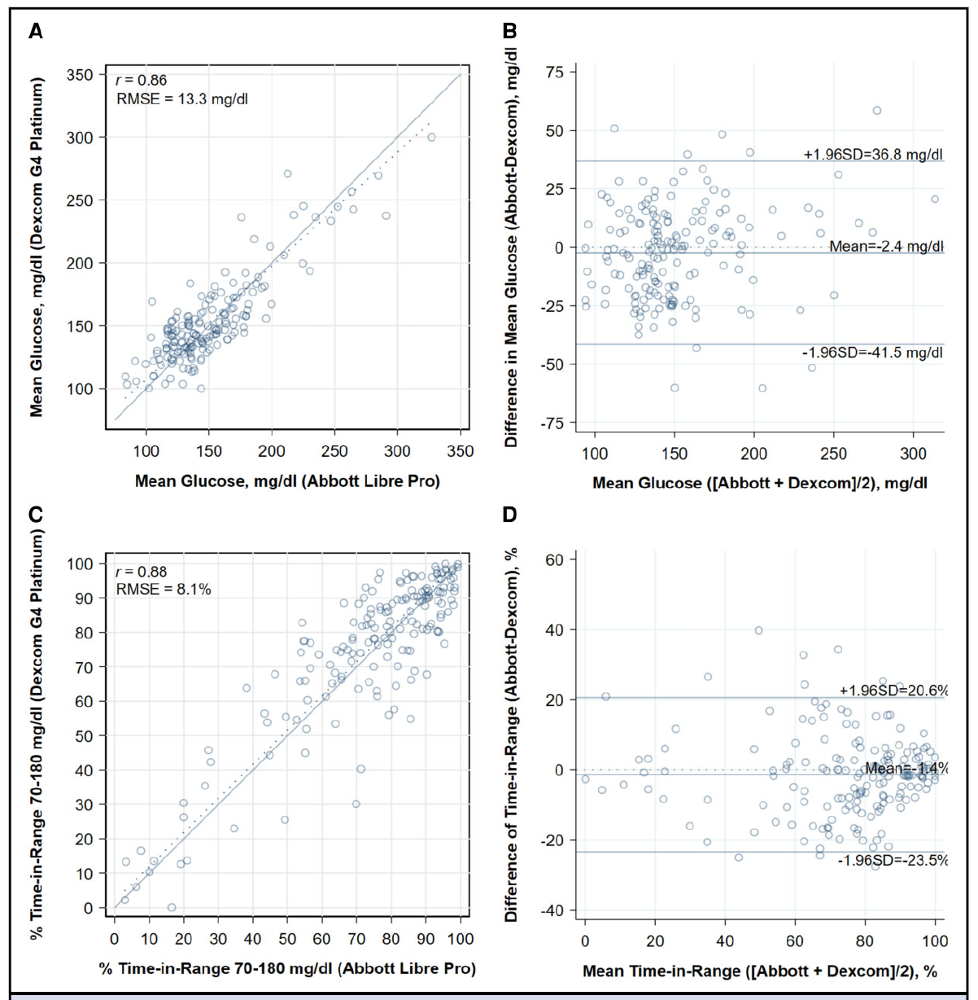 A
Mean Glucose, mg/dl (Dexcom G4 Platinum)
r = 0.86
RMSE = 13.3 mg/dl
350
300
250
200
150
100
100 150 200 250 300 350
Mean Glucose, mg/dl (Abbott Libre Pro)
B
Difference in Mean Glucose (Abbott-Dexcom), mg/dl
75
50
25
0
-25
-50
-75
+1.96SD=36.8 mg/dl
Mean=-2.4 mg/dl
-1.96SD=-41.5 mg/dl
100 150 200 250 300
Mean Glucose ([Abbott + Dexcom]/2), mg/dl
C
% Time-in-Range 70-180 mg/dl (Dexcom G4 Platinum)
r = 0.88
RMSE = 8.1%
100
90
80
70
60
50
40
30
20
10
0
0 10 20 30 40 50 60 70 80 90 100
% Time-in-Range 70-180 mg/dl (Abbott Libre Pro)
D
Difference of Time-in-Range (Abbott-Dexcom), %
60
40
20
0
-20
-40
+1.96SD=20.6%
Mean=-1.4%
-1.96SD=-23.5%
0 20 40 60 80 100
Mean Time-in-Range ([Abbott + Dexcom]/2), %